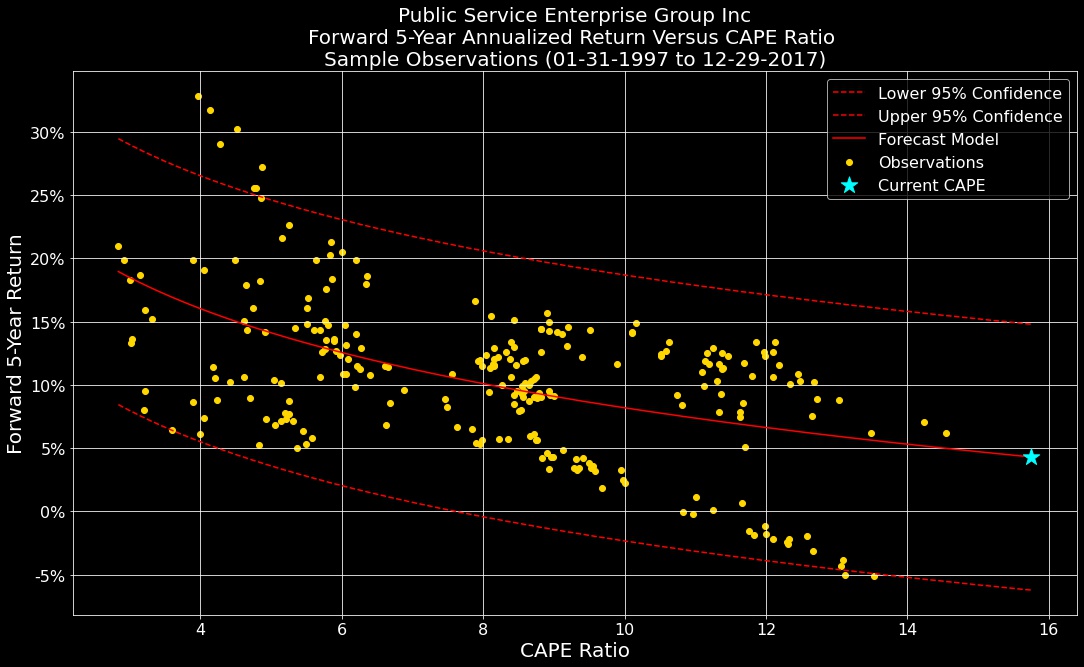 Public Service Enterprise Group Inc
Forward 5-Year Annualized Return Versus CAPE Ratio
Sample Observations (01-31-1997 to 12-29-2017)
Lower 95% Confidence
Upper 95% Confidence
Forecast Model
Observations
Current CAPE
Forward 5-Year Return
30%
25%
20%
15%
10%
5%
0%
-5%
4 6 8 10 12 14 16
CAPE Ratio